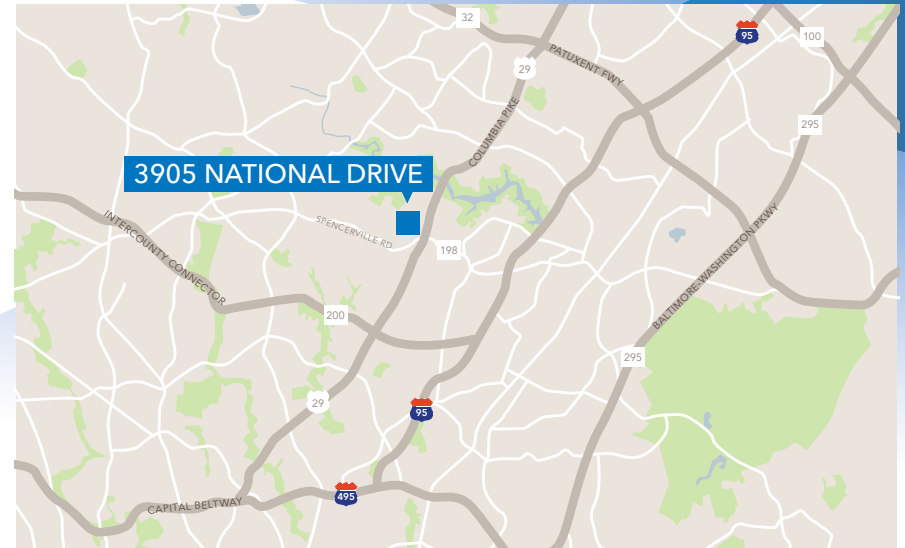 32
95
100
29
PATUXENT FWY
295
COLUMBIA PIKE
3905 NATIONAL DRIVE
INTERCOUNTY CONNECTOR
SPENCERVILLE RD
198
BALTIMORE-WASHINGTON PKWY
200
295
29
95
495
CAPITAL BELTWAY